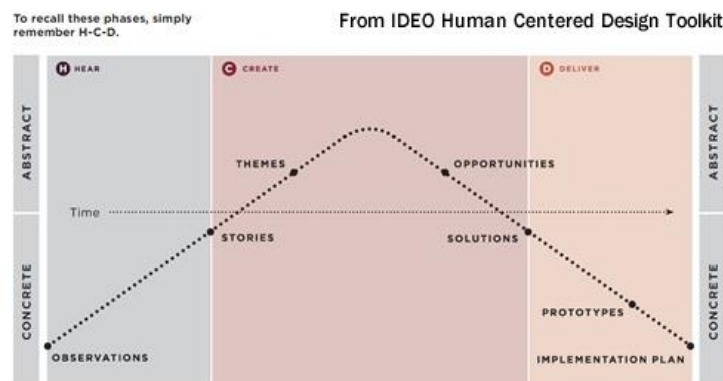 To recall these phases, simply
remember H-C-D.
From IDEO Human Centered Design Toolkit
H HEAR
C CREATE
D DELIVER
ABSTRACT
ABSTRACT
THEMES
OPPORTUNITIES
Time
STORIES
SOLUTIONS
CONCRETE
CONCRETE
PROTOTYPES
OBSERVATIONS
IMPLEMENTATION PLAN